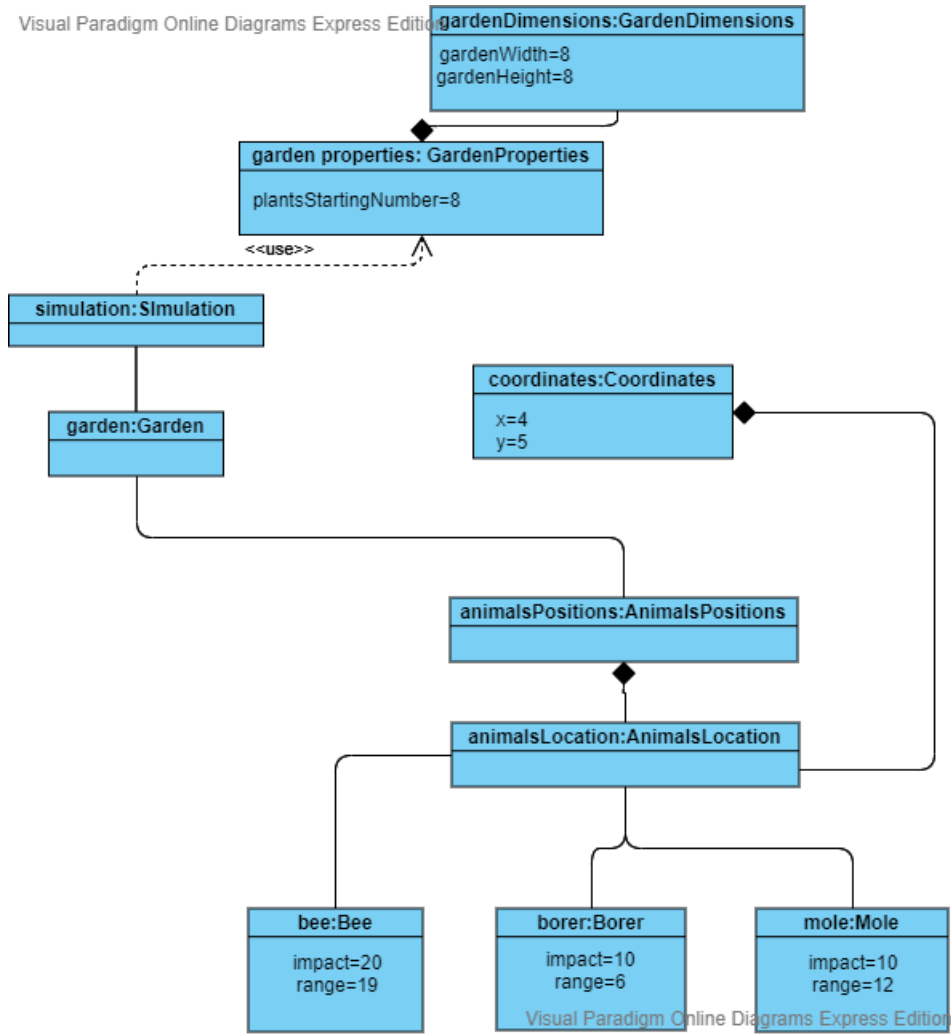 Visual Paradigm Online Diagrams Express Edition
gardenDimensions:GardenDimensions
gardenWidth=8
gardenHeight=8
garden properties: GardenProperties
plantsStartingNumber=8
<<use>>
simulation:SImulation
garden:Garden
coordinates:Coordinates
x=4
y=5
animalsPositions:AnimalsPositions
animalsLocation:AnimalsLocation
bee:Bee
impact=20
range=19
borer:Borer
impact=10
range=6
mole:Mole
impact=10
range=12
Visual Paradigm Online Diagrams Express Edition